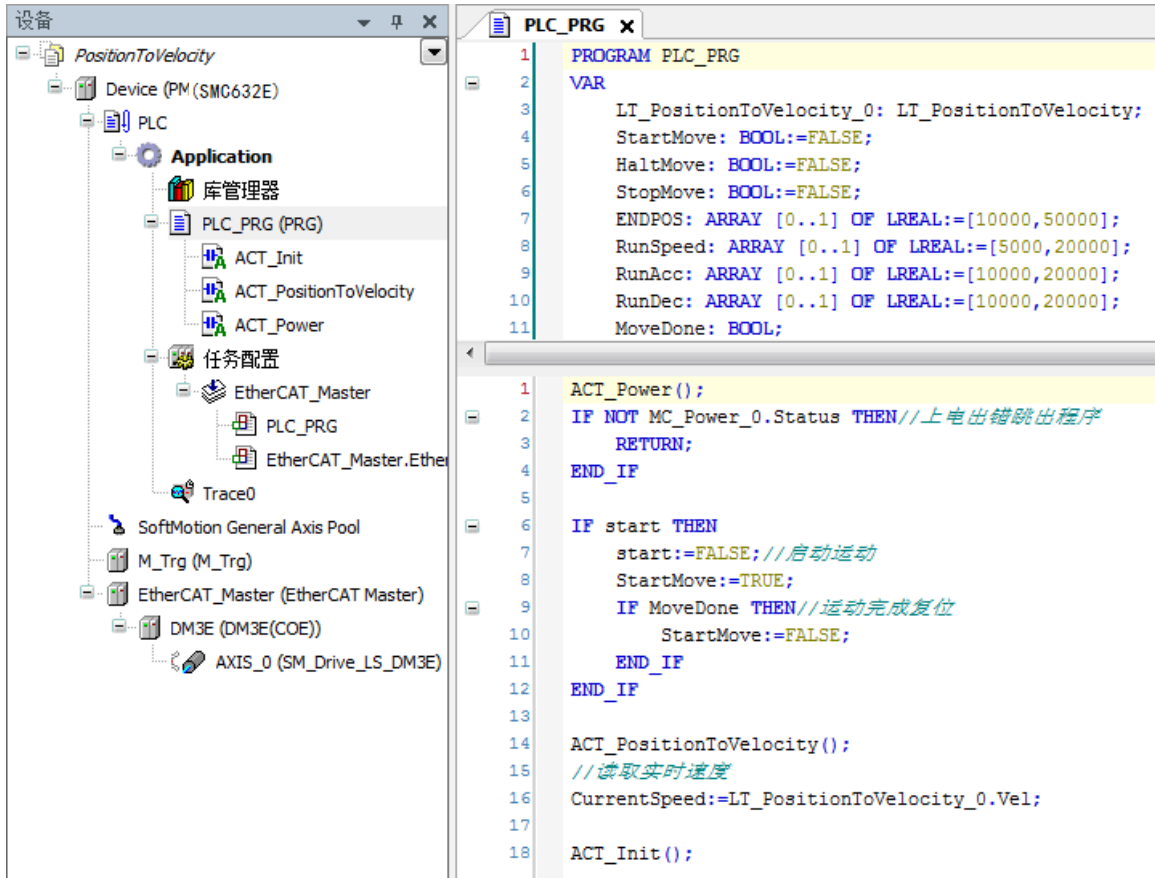 设备
PositionToVelocity
Device (PM(SMC632E)
PLC
Application
库管理器
PLC_PRG (PRG)
ACT_Init
ACT_PositionToVelocity
ACT_Power
任务配置
EtherCAT_Master
PLC_PRG
EtherCAT_Master.Ether
Trace0
SoftMotion General Axis Pool
M_Trg (M_Trg)
EtherCAT_Master (EtherCAT Master)
DM3E (DM3E(COE))
AXIS_0 (SM_Drive_LS_DM3E)
PLC_PRG
1 PROGRAM PLC_PRG
2 VAR
3 LT_PositionToVelocity_0: LT_PositionToVelocity;
4 StartMove: BOOL:=FALSE;
5 HaltMove: BOOL:=FALSE;
6 StopMove: BOOL:=FALSE;
7 ENDPOS: ARRAY [0..1] OF LREAL:=[10000,50000];
8 RunSpeed: ARRAY [0..1] OF LREAL:=[5000,20000];
9 RunAcc: ARRAY [0..1] OF LREAL:=[10000,20000];
10 RunDec: ARRAY [0..1] OF LREAL:=[10000,20000];
11 MoveDone: BOOL;
1 ACT_Power();
2 IF NOT MC_Power_0.Status THEN//上电出错跳出程序
3 RETURN;
4 END_IF
5
6 IF start THEN
7 start:=FALSE;//启动运动
8 StartMove:=TRUE;
9 IF MoveDone THEN//运动完成复位
10 StartMove:=FALSE;
11 END_IF
12 END_IF
13
14 ACT_PositionToVelocity();
15 //读取实时速度
16 CurrentSpeed:=LT_PositionToVelocity_0.Vel;
17
18 ACT_Init();